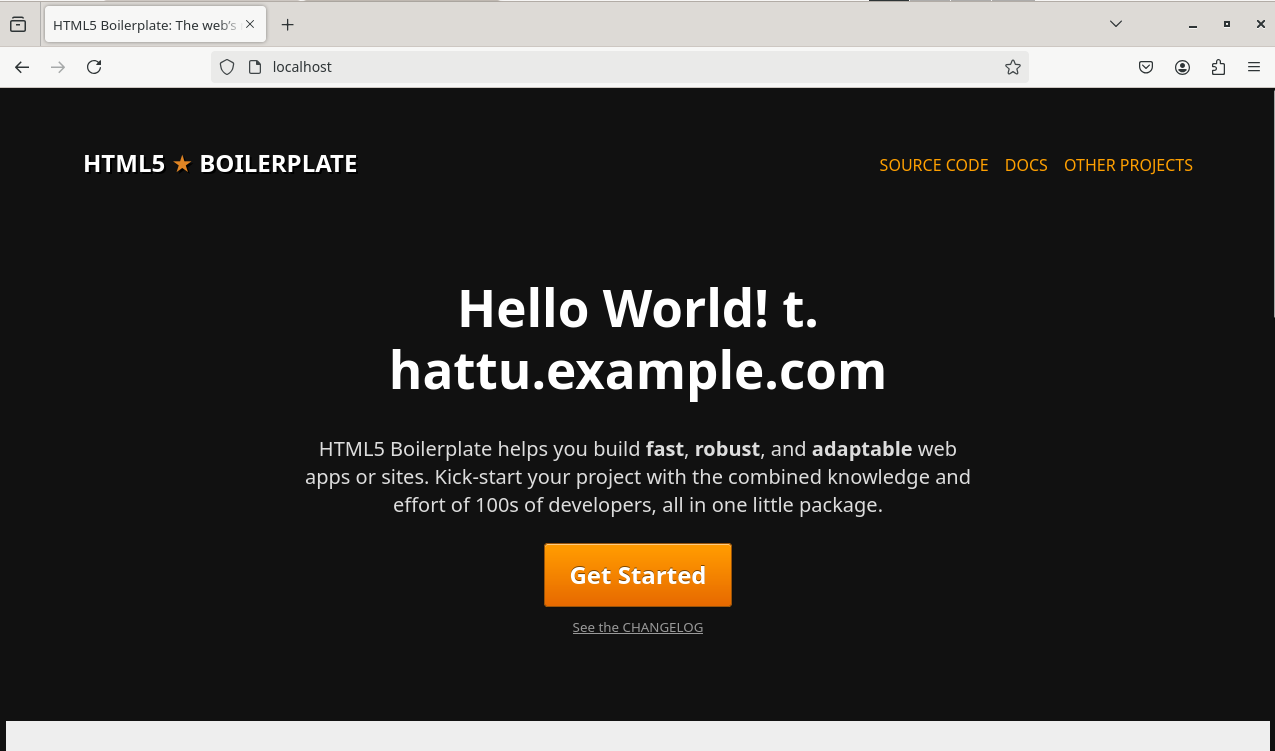 HTML5 Boilerplate: The web's
localhost
HTML5 ★ BOILERPLATE
SOURCE CODE DOCS OTHER PROJECTS
Hello World! t.
hattu.example.com
HTML5 Boilerplate helps you build fast, robust, and adaptable web
apps or sites. Kick-start your project with the combined knowledge and
effort of 100s of developers, all in one little package.
Get Started
See the CHANGELOG